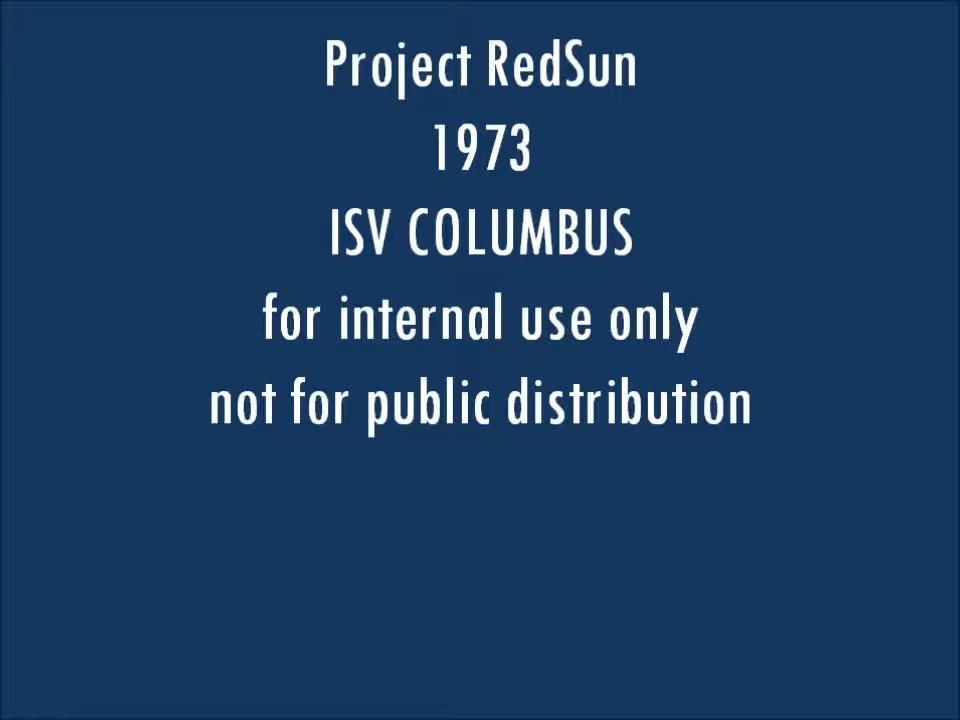 Project RedSun
1973
ISV COLUMBUS
for internal use only
not for public distribution